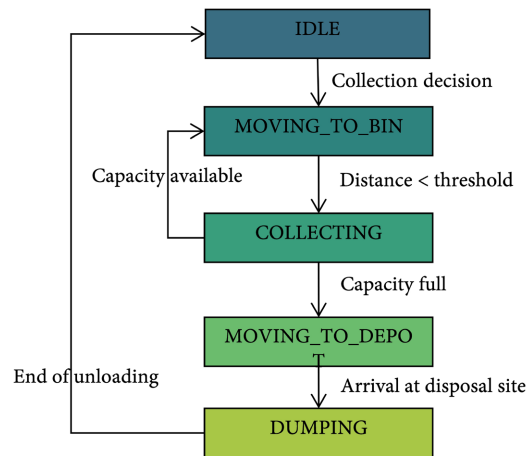 IDLE
Collection decision
MOVING_TO_BIN
Capacity available
Distance < threshold
COLLECTING
Capacity full
MOVING_TO_DEPO
T
End of unloading
Arrival at disposal site
DUMPING